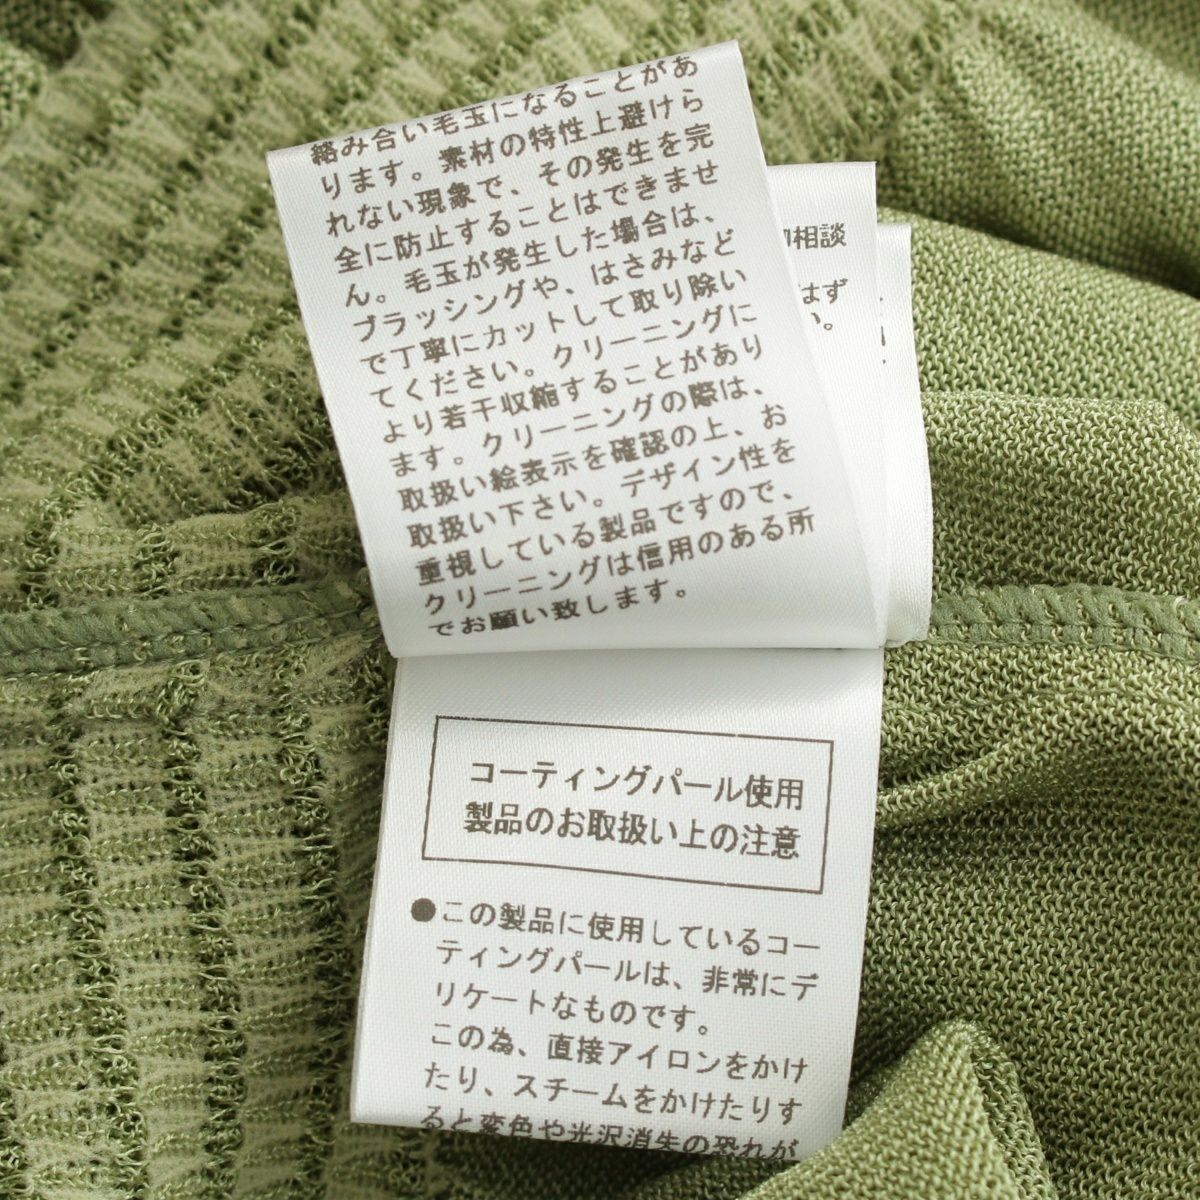 絡み合い毛玉になることがあ
ります。素材の特性上避けら
れない現象で、その発生を完
全に防止することはできませ
ん。毛玉が発生した場合は、
ブラッシングや、はさみなど
で丁寧にカットして取り除い
てください。クリーニングに
より若干収縮することがあり
ます。クリーニングの際は、
取扱い絵表示を確認の上、お
取扱い下さい。デザイン性を
重視している製品ですので、
クリーニングは信用のある所
でお願い致します。
相談
はず
い。
コーティングパール使用
製品のお取扱い上の注意
●この製品に使用しているコー
ティングパールは、非常にデ
リケートなものです。
この為、直接アイロンをかけ
たり、スチームをかけたりす
ると変色や光沢消失の恐れが